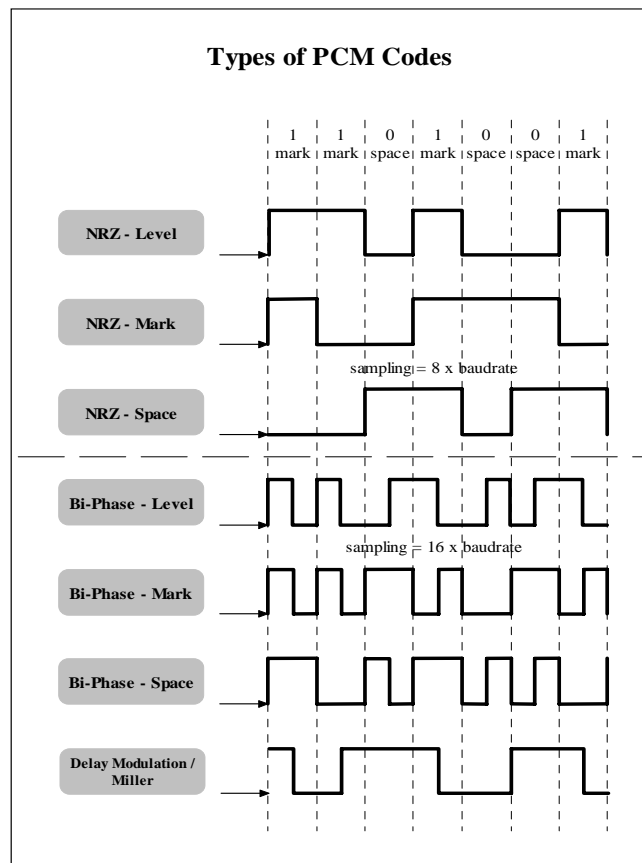 Types of PCM Codes
1 1 0 1 0 0 1
mark mark space mark space space mark
NRZ - Level
NRZ - Mark
sampling = 8 x baudrate
NRZ - Space
Bi-Phase - Level
sampling = 16 x baudrate
Bi-Phase - Mark
Bi-Phase - Space
Delay Modulation /
Miller